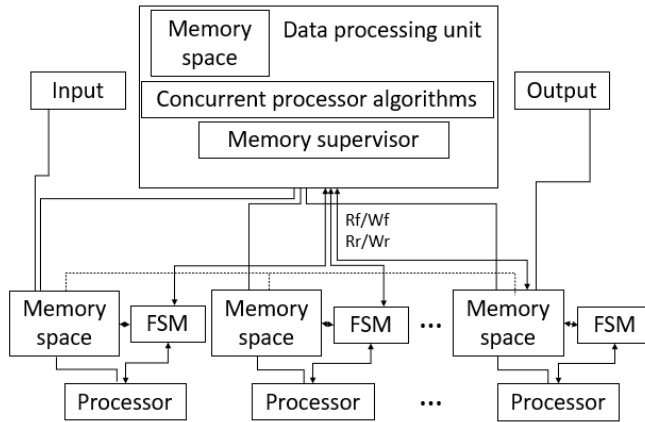 Memory
space
Data processing unit
Input
Concurrent processor algorithms
Output
Memory supervisor
Rf/Wf
Rr/Wr
Memory
space
FSM
Memory
space
FSM
...
Memory
space
FSM
Processor
Processor
...
Processor